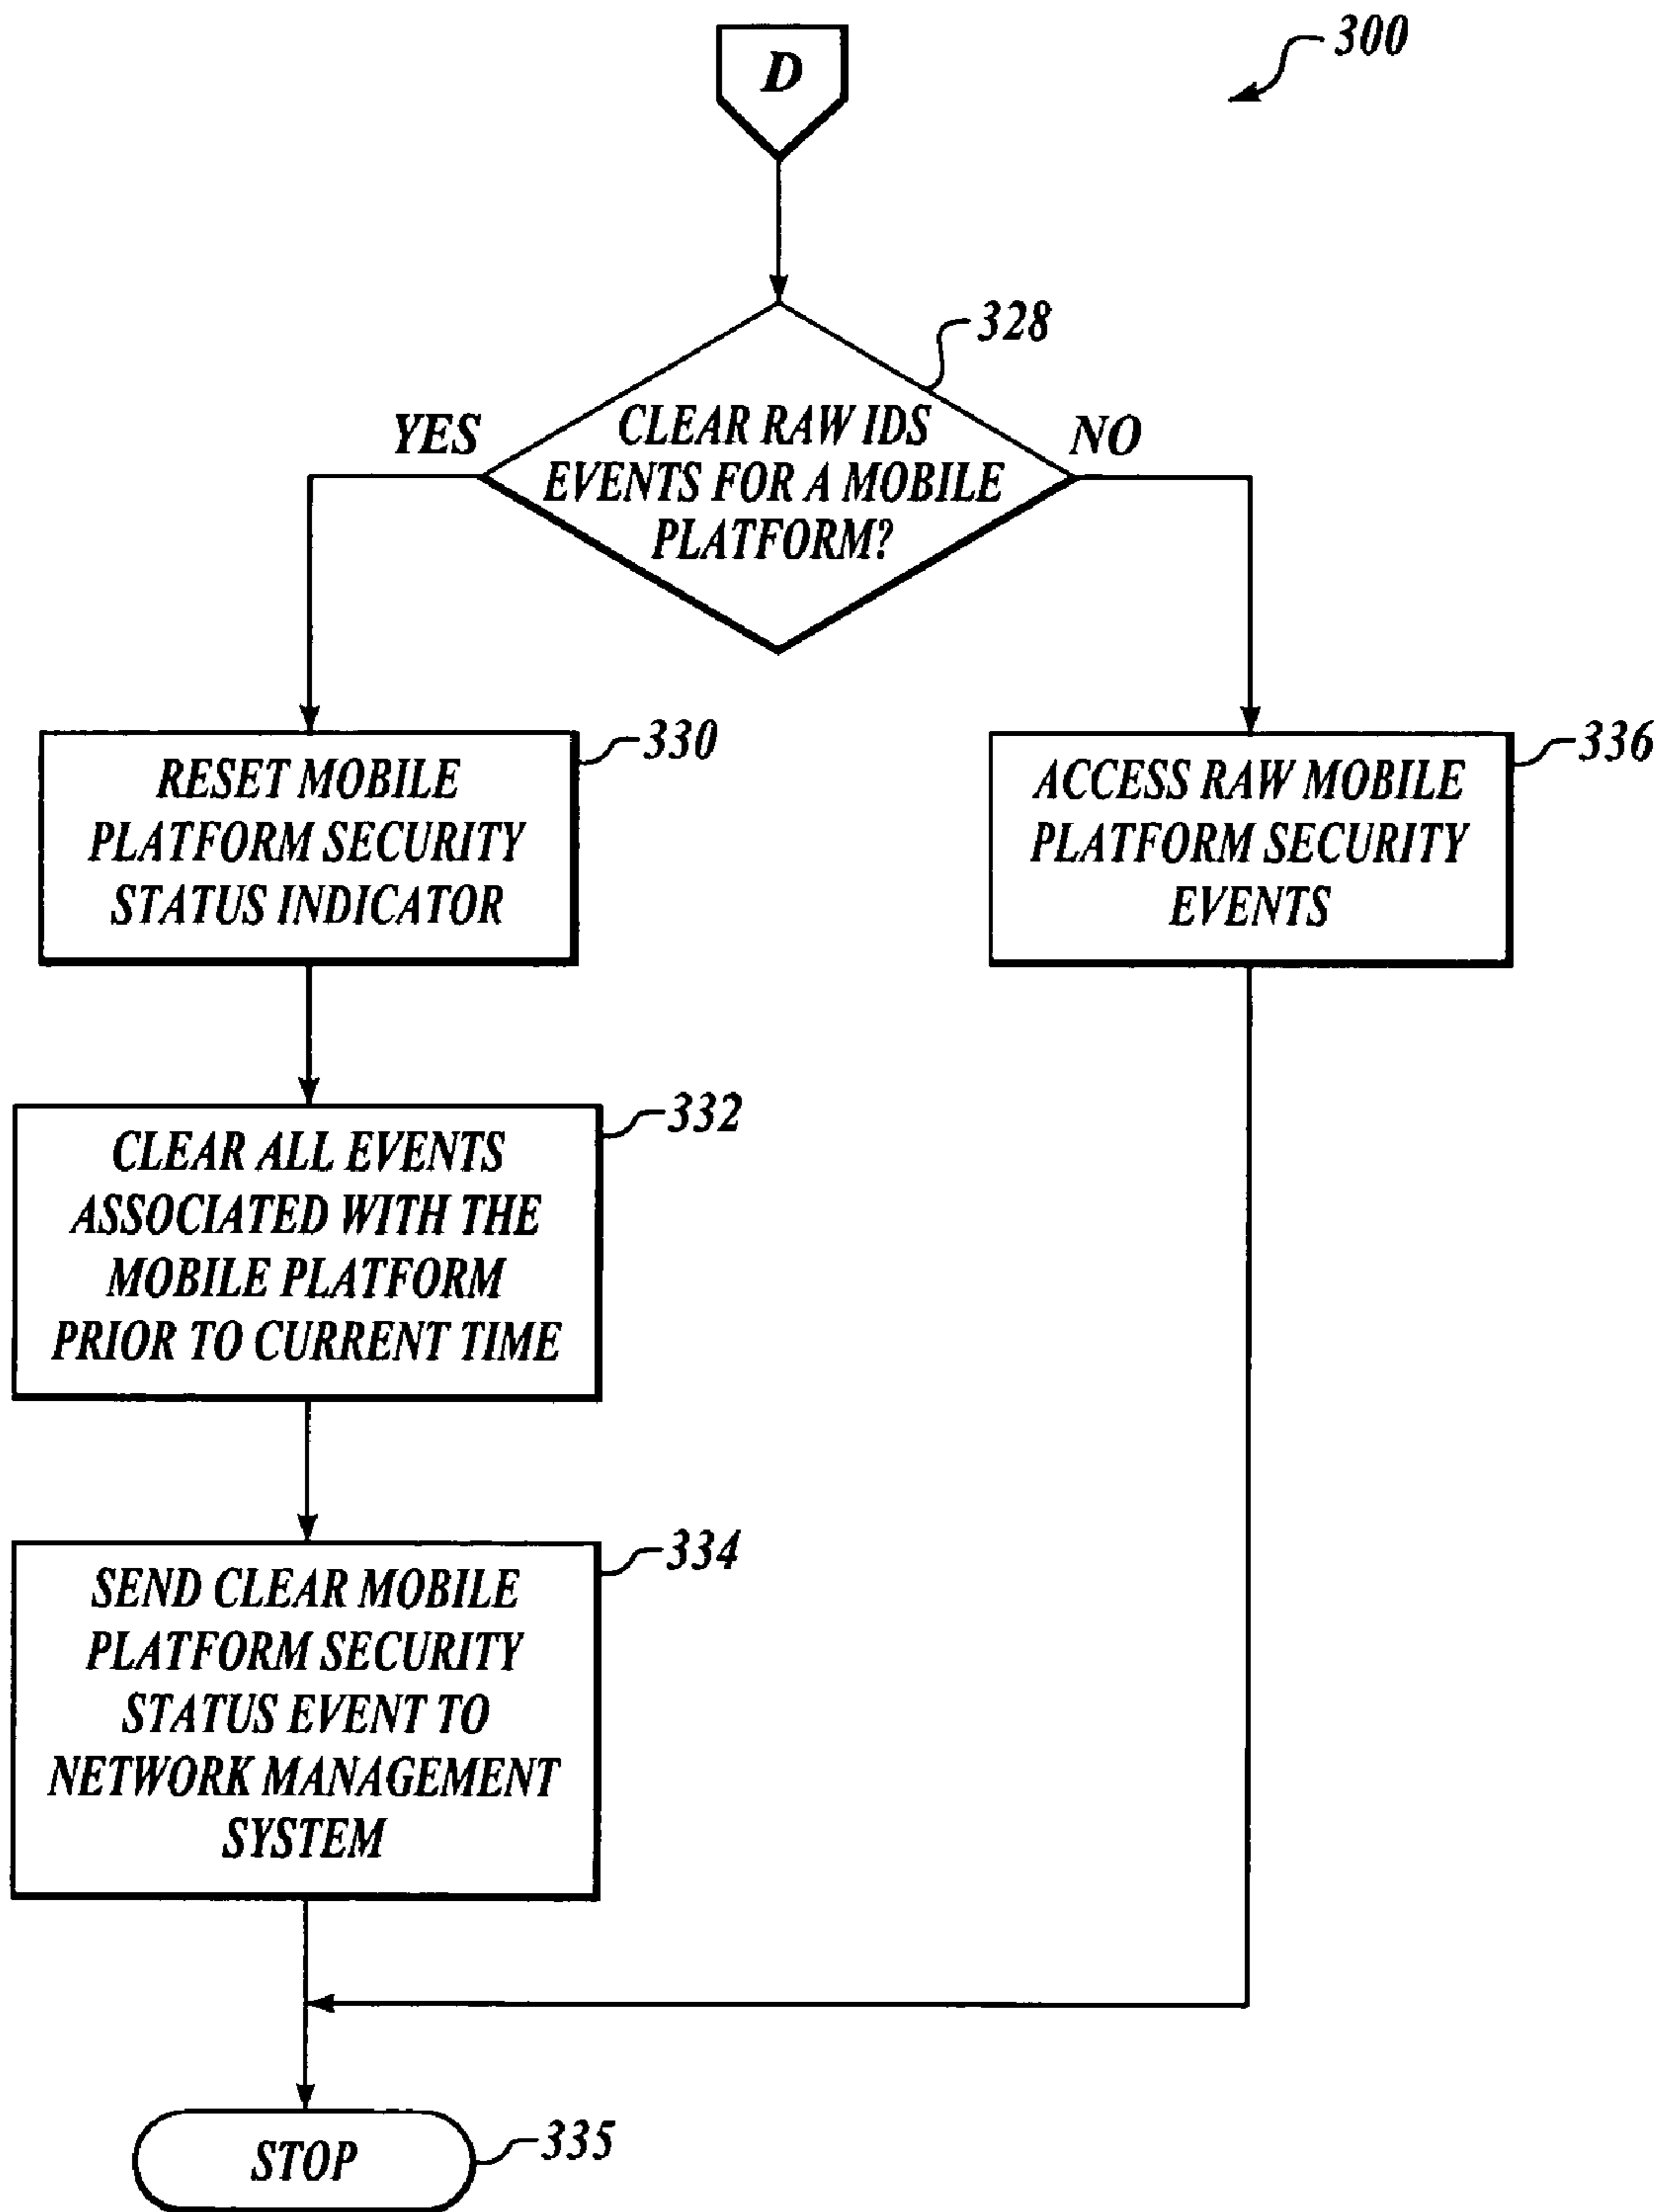 300
D
328
YES
NO
CLEAR RAW IDS
EVENTS FOR A MOBILE
PLATFORM?
330
RESET MOBILE
PLATFORM SECURITY
STATUS INDICATOR
336
ACCESS RAW MOBILE
PLATFORM SECURITY
EVENTS
332
CLEAR ALL EVENTS
ASSOCIATED WITH THE
MOBILE PLATFORM
PRIOR TO CURRENT TIME
334
SEND CLEAR MOBILE
PLATFORM SECURITY
STATUS EVENT TO
NETWORK MANAGEMENT
SYSTEM
STOP
335